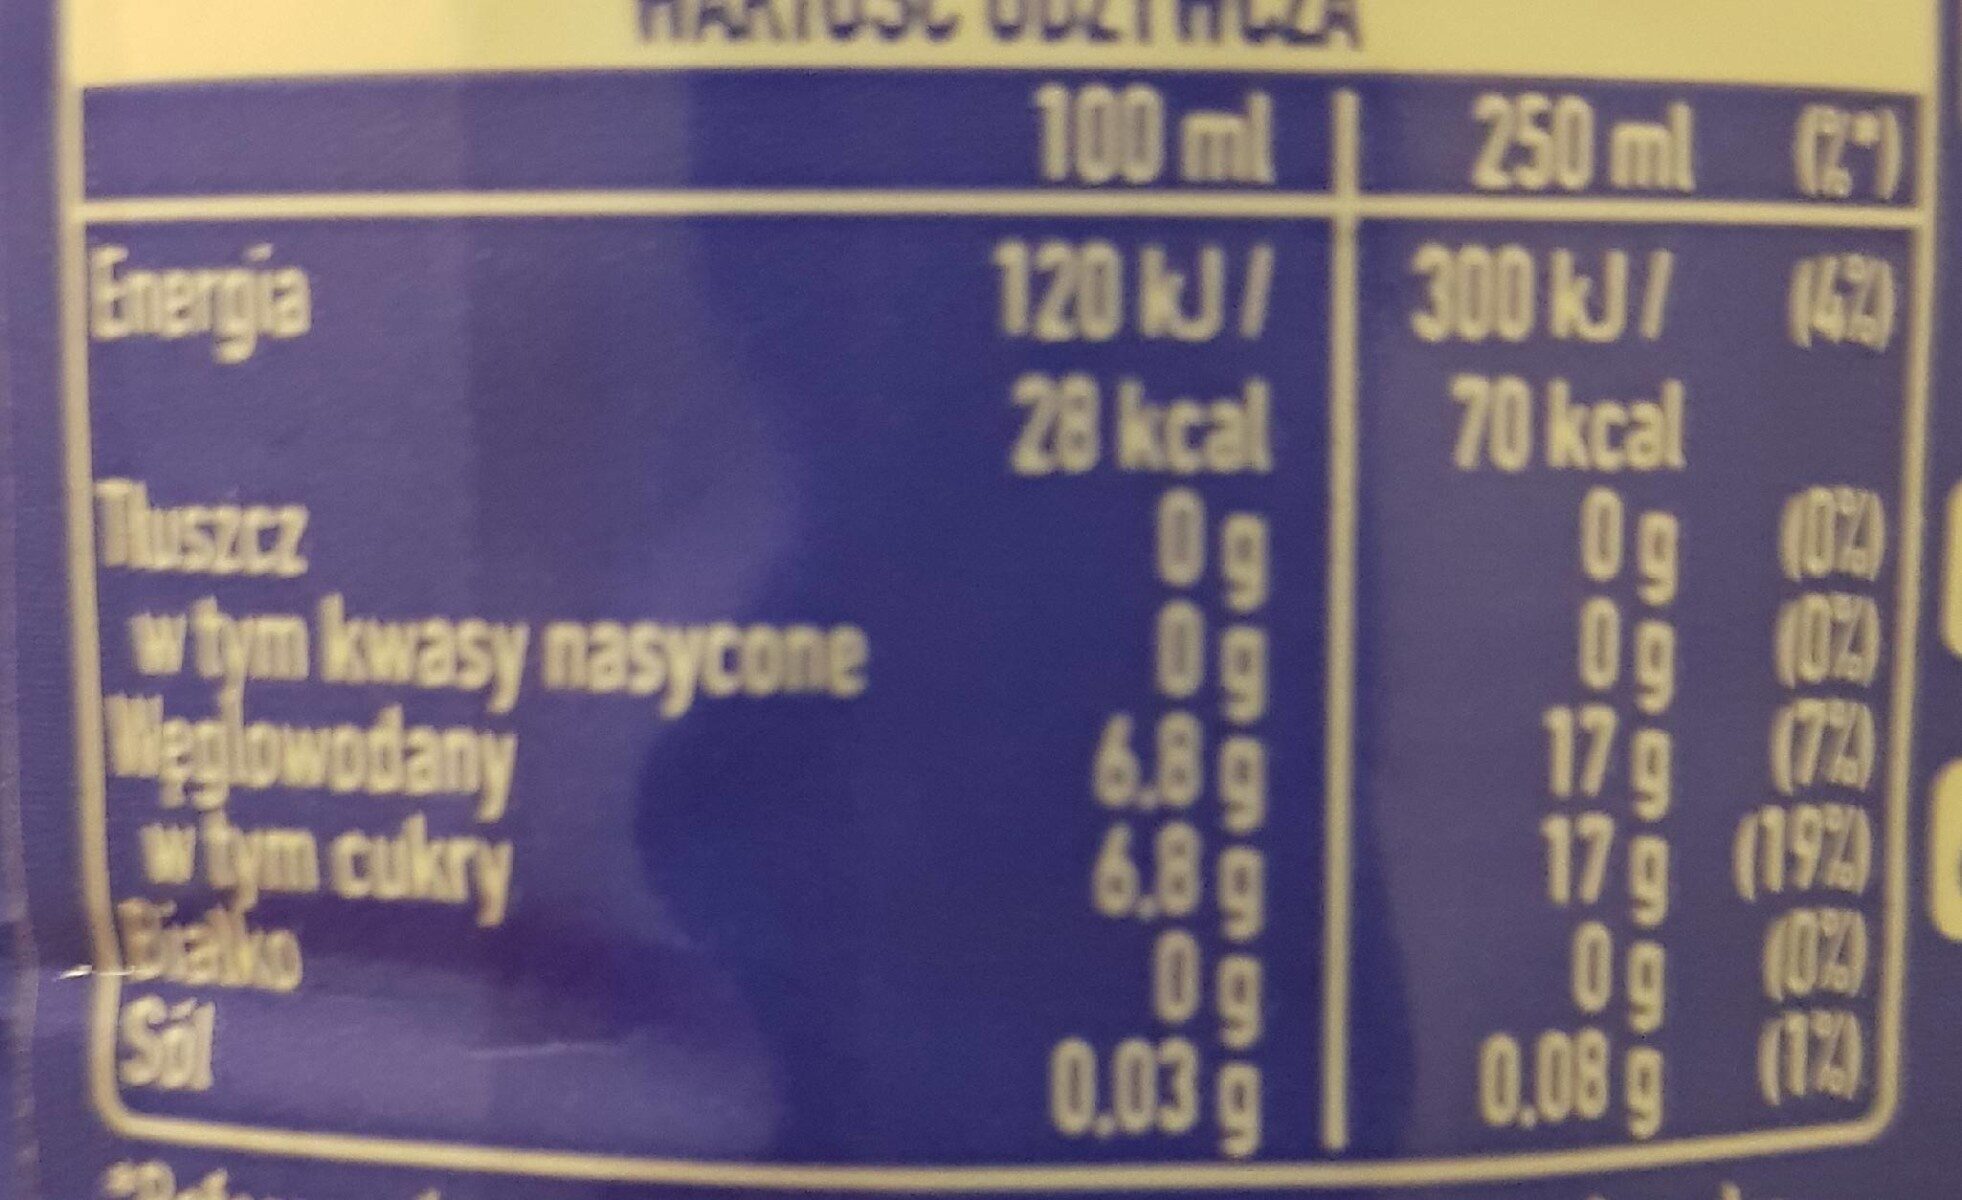 WARTOŚĆ ODŻYWCZA
100 ml 250 ml (%*)
Energia 120 kJ / 300 kJ / (4%)
28 kcal 70 kcal
Tłuszcz 0 g 0 g (0%)
w tym kwasy nasycone 0 g 0 g (0%)
Węglowodany 6,8 g 17 g (7%)
w tym cukry 6,8 g 17 g (19%)
Białko 0 g 0 g (0%)
Sól 0,03 g 0,08 g (1%)